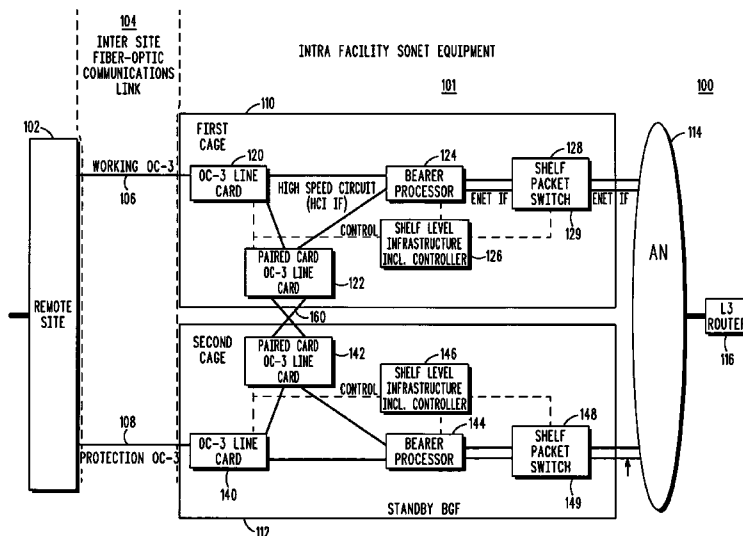 104
INTER SITE
FIBER-OPTIC
COMMUNICATIONS
LINK
INTRA FACILITY SONET EQUIPMENT
101
100
102
110
114
FIRST
CAGE
120
124
128
WORKING OC-3
106
OC-3 LINE
CARD
HIGH SPEED CIRCUIT
(HCI IF)
BEARER
PROCESSOR
ENET IF
SHELF
PACKET
SWITCH
129
ENET IF
CONTROL
SHELF LEVEL
INFRASTRUCTURE
INCL. CONTROLLER
126
PAIRED CARD
OC-3 LINE
CARD
122
AN
REMOTE
SITE
160
L3
ROUTER
116
SECOND
CAGE
PAIRED CARD
OC-3 LINE
CARD
142
146
CONTROL
SHELF LEVEL
INFRASTRUCTURE
INCL. CONTROLLER
144
148
108
PROTECTION OC-3
OC-3 LINE
CARD
140
BEARER
PROCESSOR
SHELF
PACKET
SWITCH
149
STANDBY BGF
112